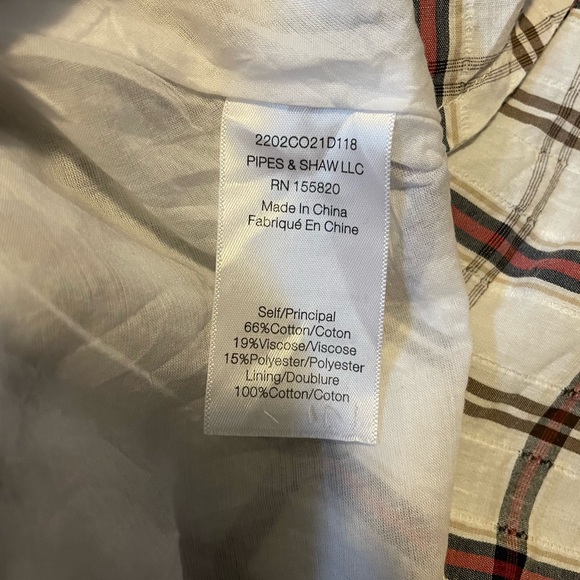 2202CO21D118
PIPES & SHAW LLC
RN 155820
Made In China
Fabriqué En Chine
Self/Principal
66%Cotton/Coton
19%Viscose/Viscose
15%Polyester/Polyester
Lining/Doublure
100%Cotton/Coton